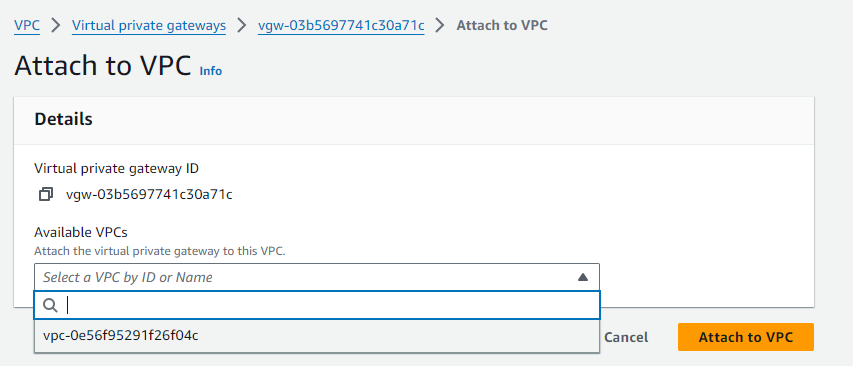 VPC > Virtual private gateways > vgw-03b5697741c30a71c > Attach to VPC
Attach to VPC Info
Details
Virtual private gateway ID
vgw-03b5697741c30a71c
Available VPCs
Attach the virtual private gateway to this VPC.
Select a VPC by ID or Name
vpc-0e56f95291f26f04c
Cancel Attach to VPC